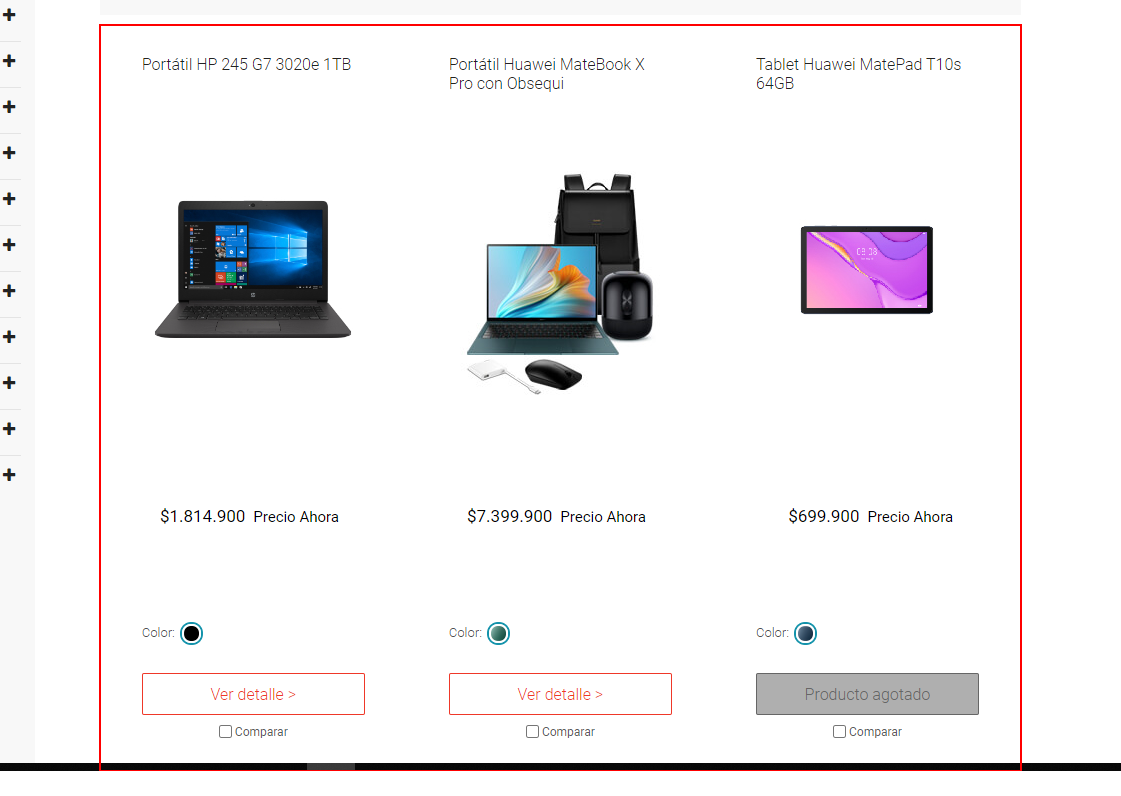 Portátil HP 245 G7 3020e 1TB
Portátil Huawei MateBook X
Pro con Obsequi
Tablet Huawei MatePad T10s
64GB
$1.814.900 Precio Ahora
$7.399.900 Precio Ahora
$699.900 Precio Ahora
Color:
Color:
Color:
Ver detalle >
Ver detalle >
Producto agotado
Comparar
Comparar
Comparar